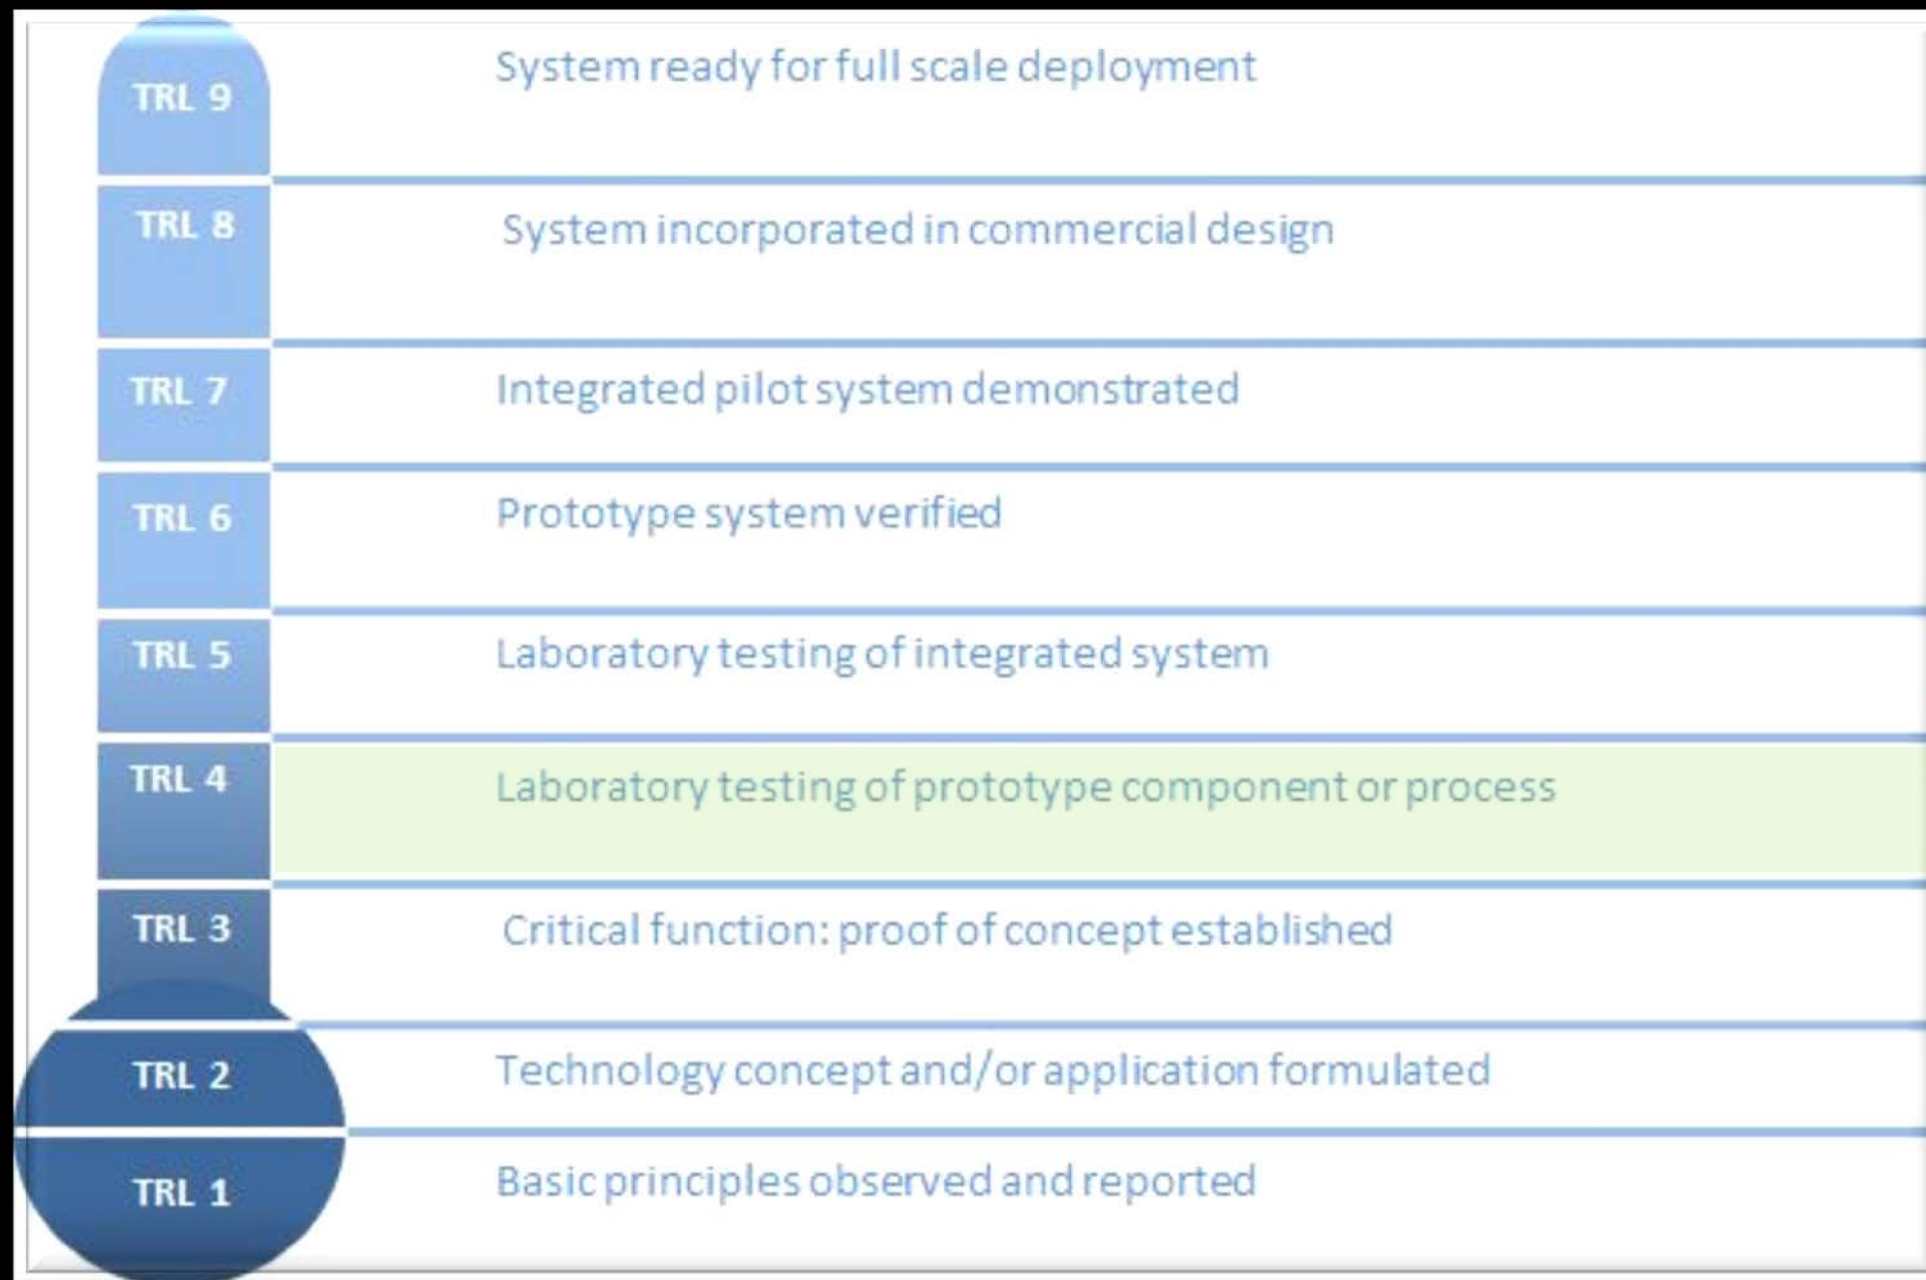 TRL 9 System ready for full scale deployment
TRL 8 System incorporated in commercial design
TRL 7 Integrated pilot system demonstrated
TRL 6 Prototype system verified
TRL 5 Laboratory testing of integrated system
TRL 4 Laboratory testing of prototype component or process
TRL 3 Critical function: proof of concept established
TRL 2 Technology concept and/or application formulated
TRL 1 Basic principles observed and reported